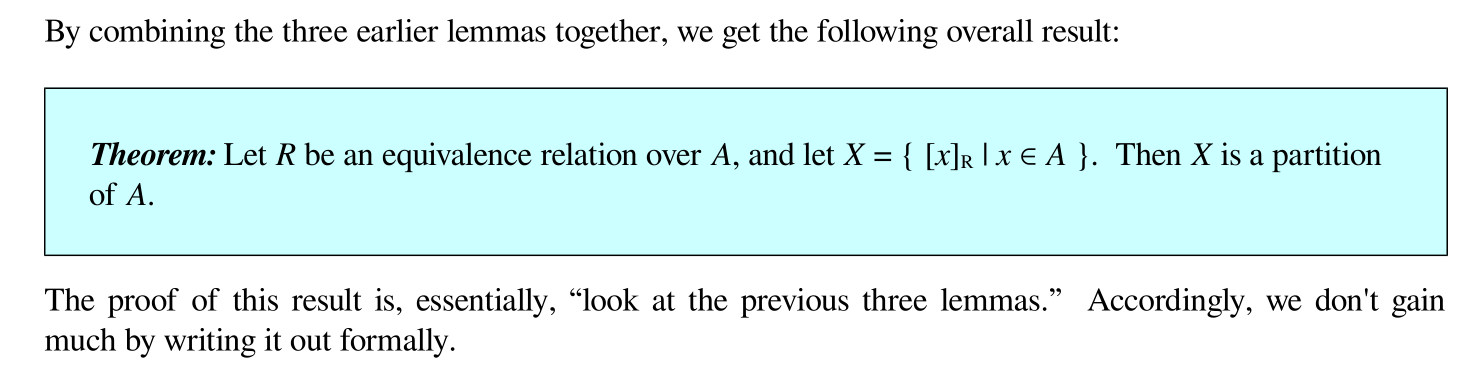 By combining the three earlier lemmas together, we get the following overall result:
Theorem: Let R be an equivalence relation over A, and let X = { [x]R | x ∈ A }. Then X is a partition
of A.
The proof of this result is, essentially, “look at the previous three lemmas.” Accordingly, we don't gain
much by writing it out formally.